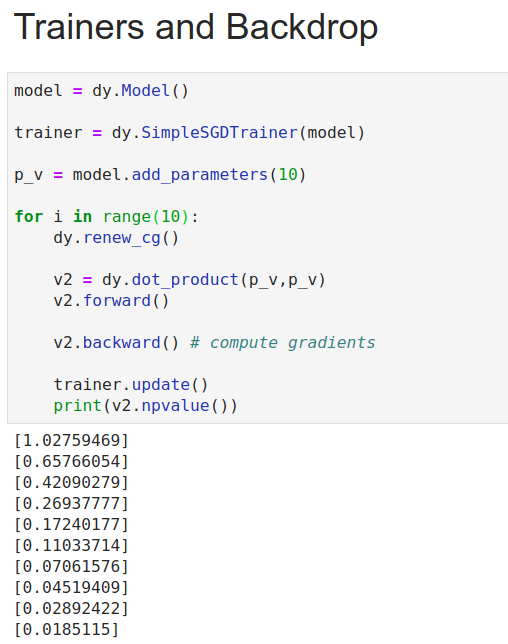 Trainers and Backdrop
model = dy.Model()
trainer = dy.SimpleSGDTrainer(model)
p_v = model.add_parameters(10)
for i in range(10):
    dy.renew_cg()
    v2 = dy.dot_product(p_v,p_v)
    v2.forward()
    v2.backward() # compute gradients
    trainer.update()
    print(v2.npvalue())
[1.02759469]
[0.65766054]
[0.42090279]
[0.26937777]
[0.17240177]
[0.11033714]
[0.07061576]
[0.04519409]
[0.02892422]
[0.0185115]